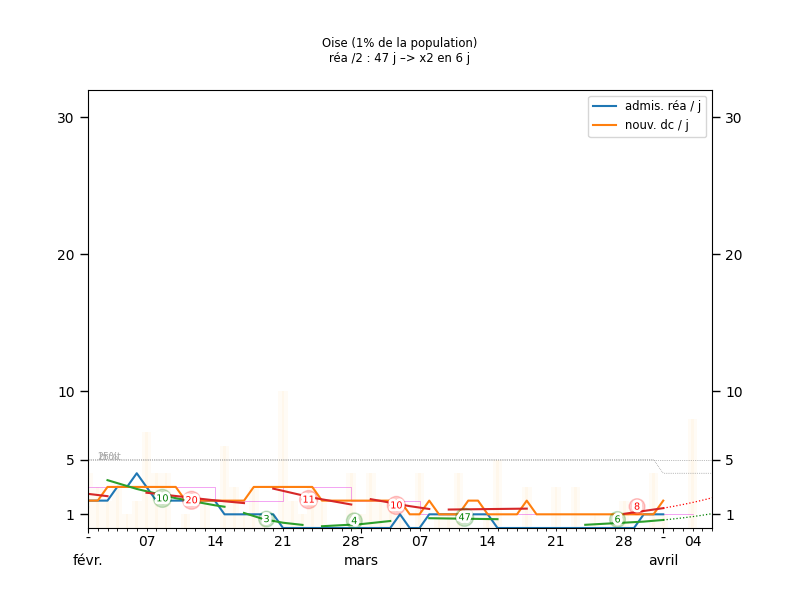 Oise (1% de la population)
réa /2 : 47 j –> x2 en 6 j
admis. réa / j
nouv. dc / j
30 30
20 20
10 10
5 5
1 1
10 20 3 11 4 10 47 6 8
- 07 14 21 28 - 07 14 21 28 - 04
févr. mars avril